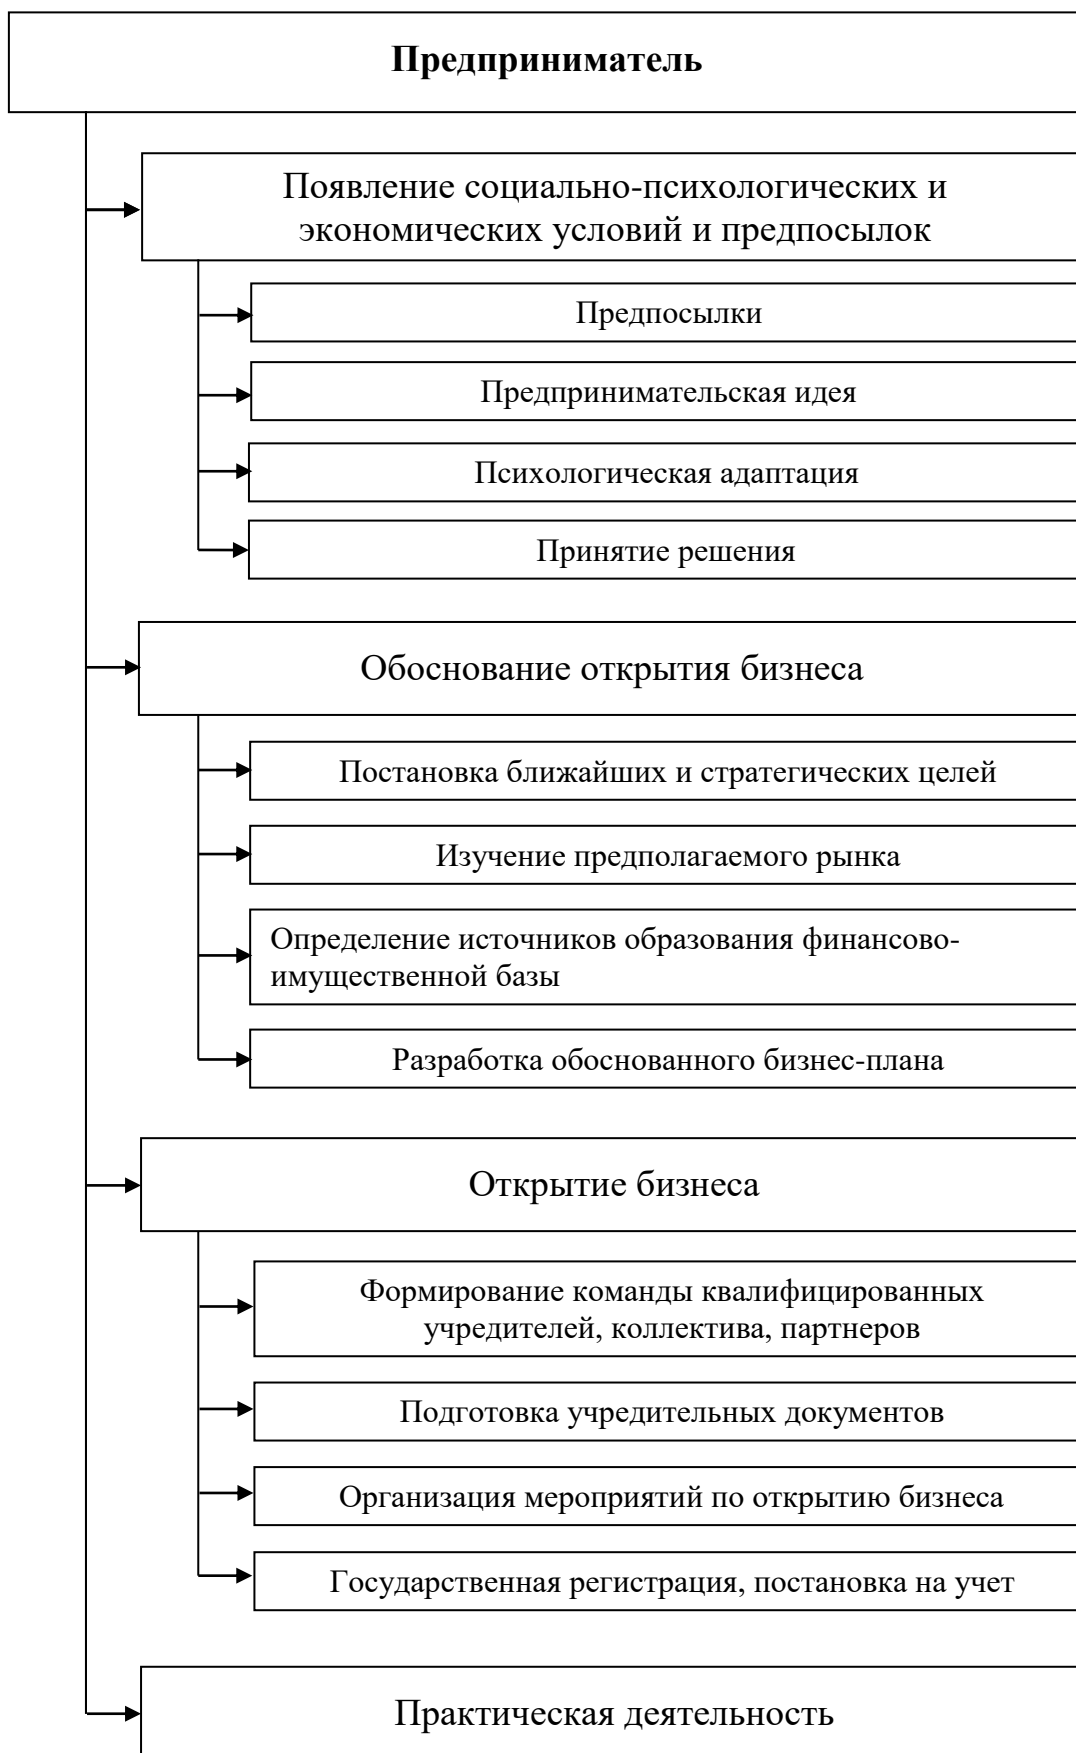 Предприниматель
Появление социально-психологических и
экономических условий и предпосылок
Предпосылки
Предпринимательская идея
Психологическая адаптация
Принятие решения
Обоснование открытия бизнеса
Постановка ближайших и стратегических целей
Изучение предполагаемого рынка
Определение источников образования финансово-
имущественной базы
Разработка обоснованного бизнес-плана
Открытие бизнеса
Формирование команды квалифицированных
учредителей, коллектива, партнеров
Подготовка учредительных документов
Организация мероприятий по открытию бизнеса
Государственная регистрация, постановка на учет
Практическая деятельность